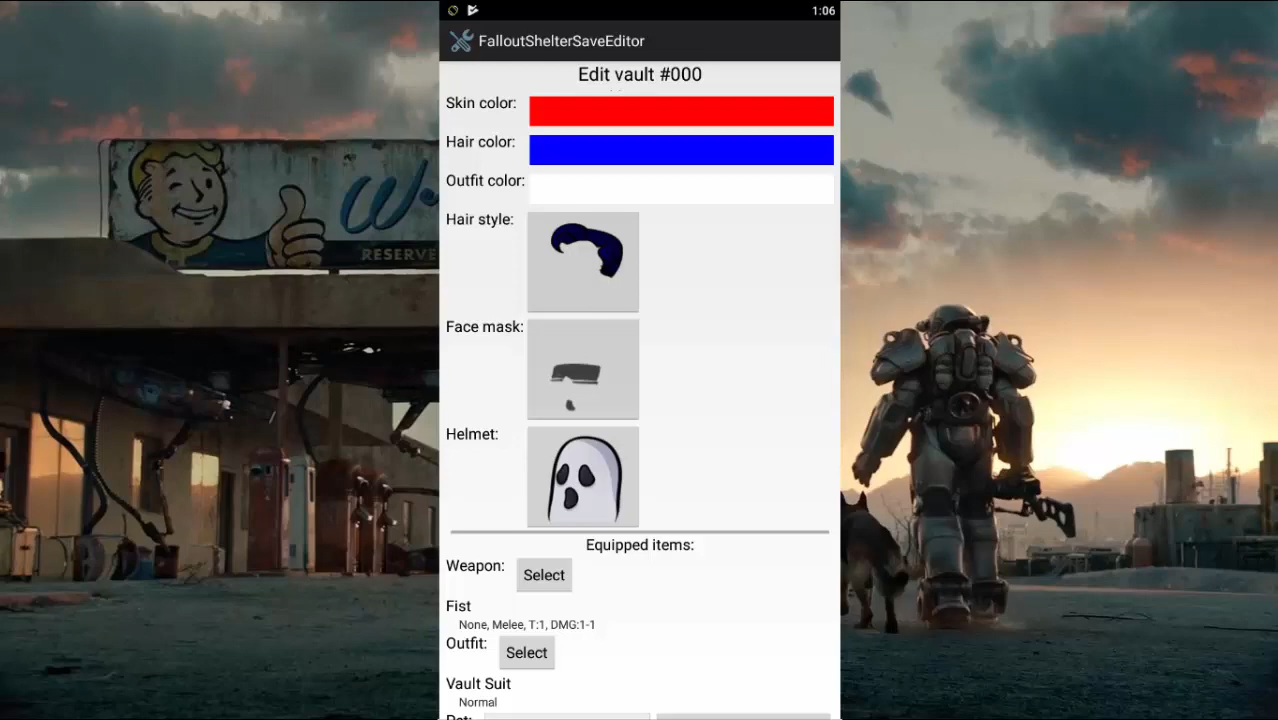 1:06
FalloutShelterSaveEditor
Edit vault #000
Skin color:
Hair color:
Outfit color:
Hair style:
Face mask:
Helmet:
RESERVE
Equipped items:
Weapon: Select
Fist
None, Melee, T:1, DMG:1-1
Outfit: Select
Vault Suit
Normal